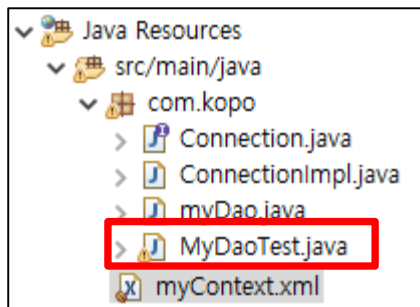 Java Resources
src/main/java
com.kopo
Connection.java
ConnectionImpl.java
myDao.java
MyDaoTest.java
myContext.xml